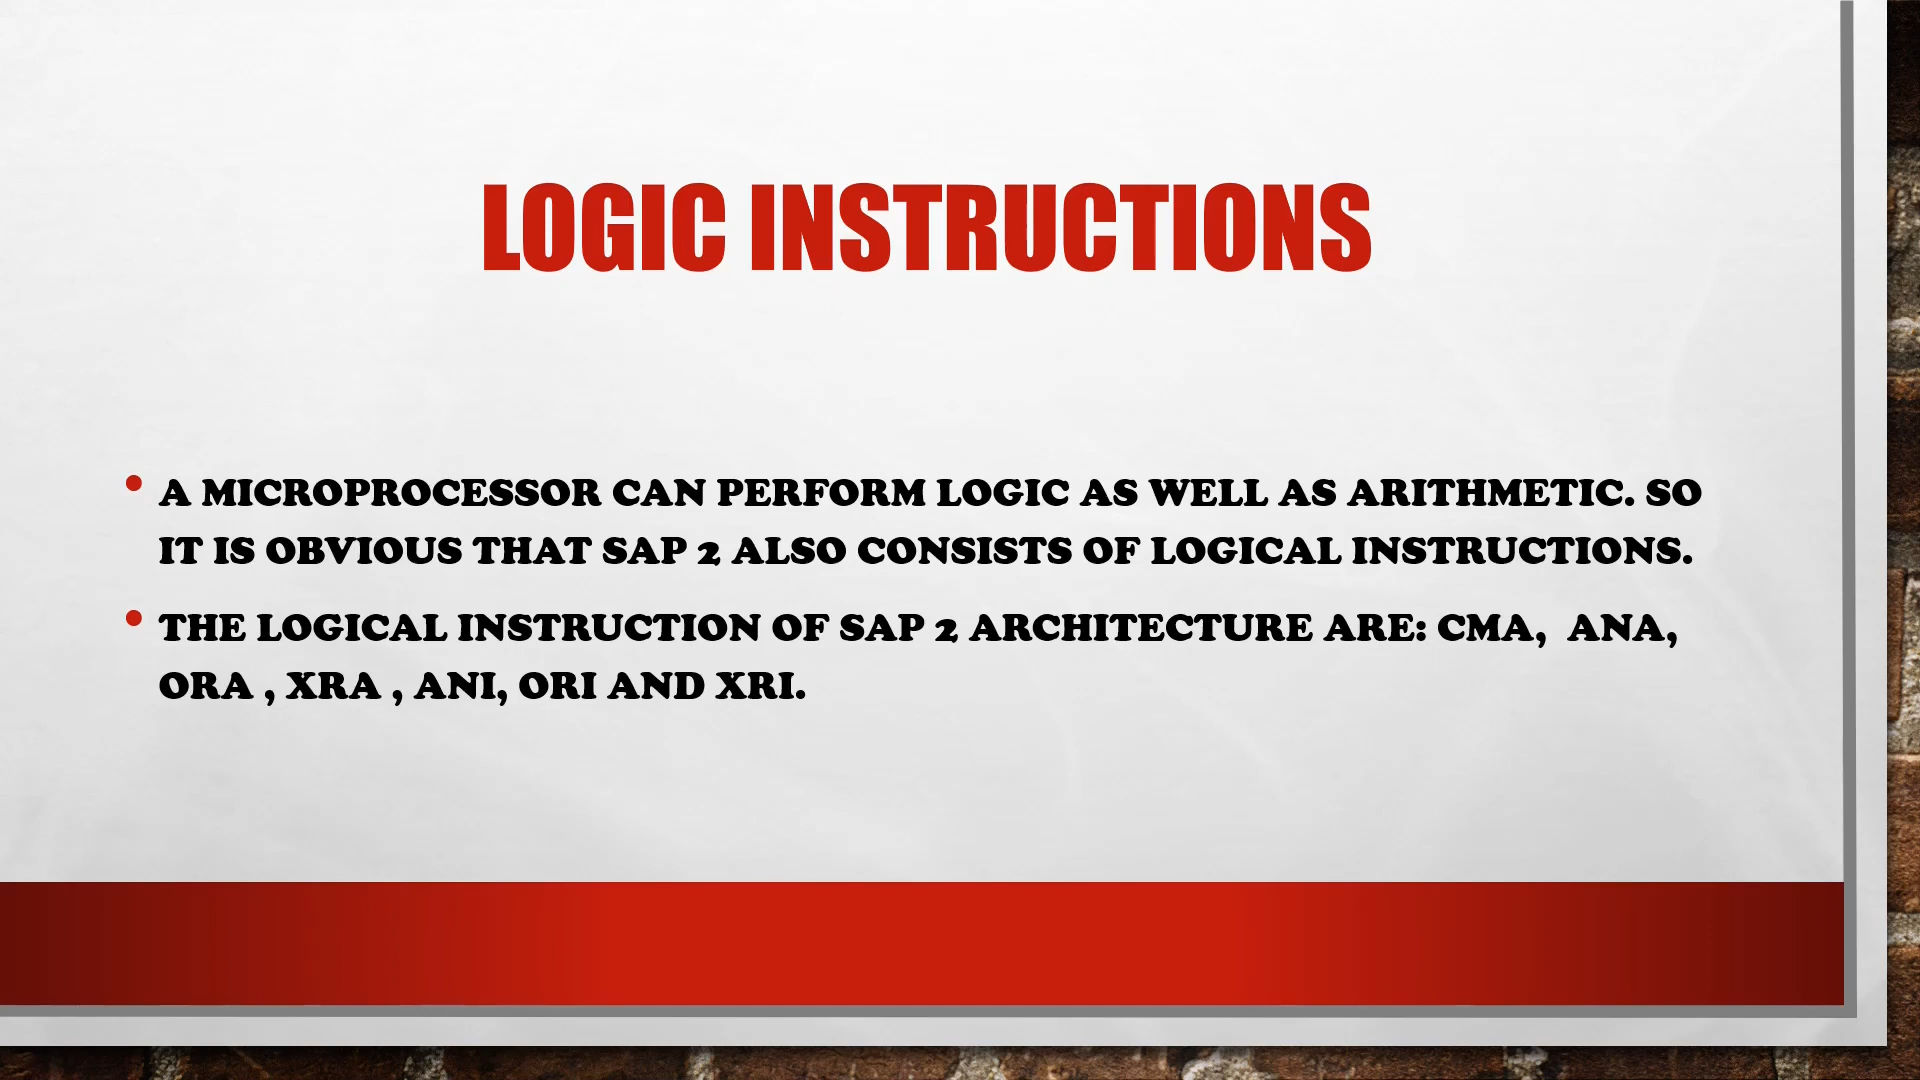 LOGIC INSTRUCTIONS
• A MICROPROCESSOR CAN PERFORM LOGIC AS WELL AS ARITHMETIC. SO
IT IS OBVIOUS THAT SAP 2 ALSO CONSISTS OF LOGICAL INSTRUCTIONS.
• THE LOGICAL INSTRUCTION OF SAP 2 ARCHITECTURE ARE: CMA,  ANA,
ORA , XRA , ANI, ORI AND XRI.